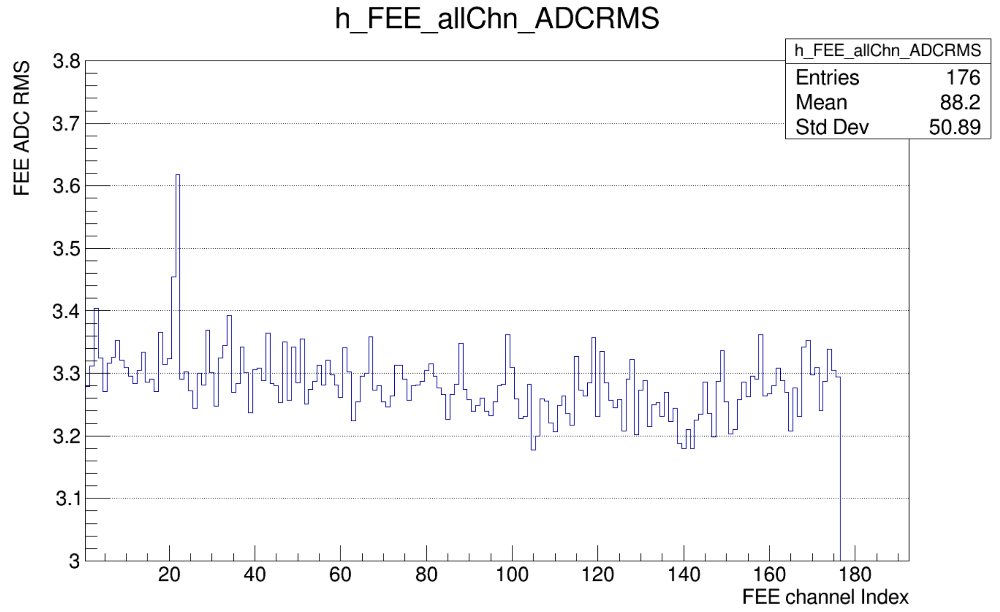 h_FEE_allChn_ADCRMS
h_FEE_allChn_ADCRMS
Entries 176
Mean 88.2
Std Dev 50.89
FEE ADC RMS
3.8
3.7
3.6
3.5
3.4
3.3
3.2
3.1
3
20 40 60 80 100 120 140 160 180
FEE channel Index